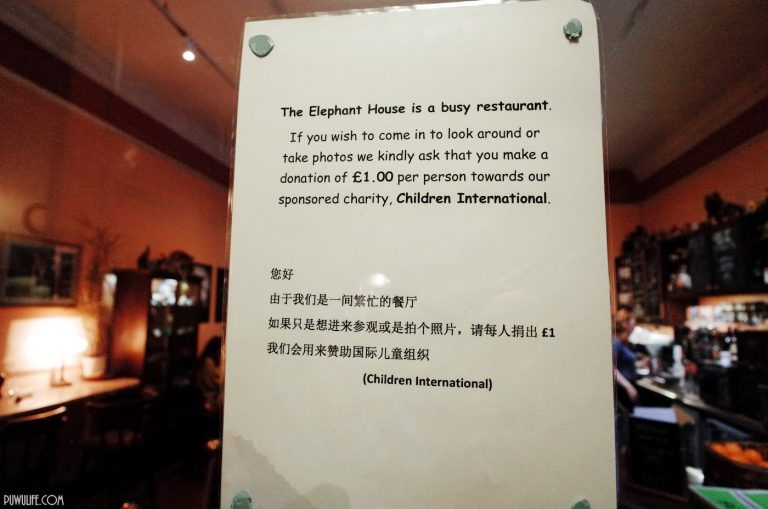 The Elephant House is a busy restaurant.
If you wish to come in to look around or
take photos we kindly ask that you make a
donation of £1.00 per person towards our
sponsored charity, Children International.
您好
由于我们是一间繁忙的餐厅
如果只是想进来参观或是拍个照片，请每人捐出 £1
我们会用来赞助国际儿童组织
(Children International)
PUWULIFE.COM